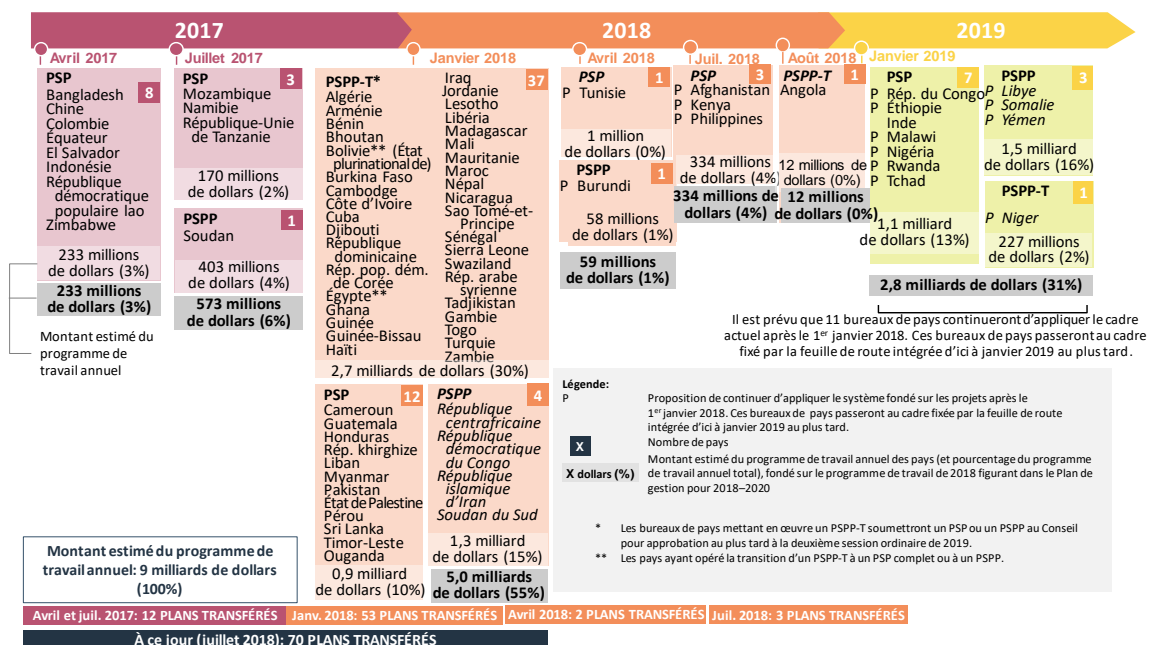 2017
2018
2019
Avril 2017
Juillet 2017
Janvier 2018
Avril 2018
Juil. 2018
Août 2018
Janvier 2019
PSP
8
Bangladesh
Chine
Colombie
Équateur
El Salvador
Indonésie
République
démocratique
populaire lao
Zimbabwe
233 millions
de dollars (3%)
233 millions
de dollars (3%)
Montant estimé du
programme de
travail annuel
PSP
3
Mozambique
Namibie
République-Unie
de Tanzanie
170 millions
de dollars (2%)
PSPP
1
Soudan
403 millions
de dollars (4%)
573 millions
de dollars (6%)
PSPP-T*
Algérie
Arménie
Bénin
Bhoutan
Bolivie** (État
plurinational de)
Burkina Faso
Cambodge
Côte d'Ivoire
Cuba
Djibouti
République
dominicaine
Rép. pop. dém.
de Corée
Égypte**
Ghana
Guinée
Guinée-Bissau
Haïti
37
Iraq
Jordanie
Lesotho
Libéria
Madagascar
Mali
Mauritanie
Maroc
Népal
Nicaragua
Sao Tomé-et-
Principe
Sénégal
Sierra Leone
Swaziland
Rép. arabe
syrienne
Tadjikistan
Gambie
Togo
Turquie
Zambie
2,7 milliards de dollars (30%)
PSP
12
Cameroun
Guatemala
Honduras
Rép. khirghize
Liban
Myanmar
Pakistan
État de Palestine
Pérou
Sri Lanka
Timor-Leste
Ouganda
0,9 milliard
de dollars (10%)
PSPP
4
République
centrafricaine
République
démocratique
du Congo
République
islamique
d'Iran
Soudan du Sud
1,3 milliard
de dollars (15%)
5,0 milliards
de dollars (55%)
PSP
1
P Tunisie
1 million
de dollars (0%)
PSPP
1
P Burundi
58 millions
de dollars (1%)
59 millions
de dollars (1%)
PSP
3
P Afghanistan
P Kenya
P Philippines
334 millions
de dollars (4%)
334 millions de
dollars (4%)
PSPP-T
1
Angola
12 millions de
dollars (0%)
12 millions
de dollars (0%)
PSP
7
P Rép. du Congo
P Éthiopie
Inde
P Malawi
P Nigéria
P Rwanda
P Tchad
1,1 milliard
de dollars (13%)
PSPP
3
P Libye
P Somalie
P Yémen
1,5 milliard
de dollars (16%)
PSPP-T
1
P Niger
227 millions
de dollars (2%)
2,8 milliards de dollars (31%)
Il est prévu que 11 bureaux de pays continueront d'appliquer le cadre
actuel après le 1er janvier 2018. Ces bureaux de pays passeront au cadre
fixé par la feuille de route intégrée d'ici à janvier 2019 au plus tard.
Légende:
P Proposition de continuer d'appliquer le système fondé sur les projets après le
1er janvier 2018. Ces bureaux de pays passeront au cadre fixée par la feuille de route
intégrée d'ici à janvier 2019 au plus tard.
X Nombre de pays
X dollars (%) Montant estimé du programme de travail annuel des pays (et pourcentage du programme
de travail annuel total), fondé sur le programme de travail de 2018 figurant dans le Plan de
gestion pour 2018–2020
* Les bureaux de pays mettant en œuvre un PSPP-T soumettront un PSP ou un PSPP au Conseil
pour approbation au plus tard à la deuxième session ordinaire de 2019.
** Les pays ayant opéré la transition d'un PSPP-T à un PSP complet ou à un PSPP.
Montant estimé du programme de
travail annuel: 9 milliards de dollars
(100%)
Avril et juil. 2017: 12 PLANS TRANSFÉRÉS
Janv. 2018: 53 PLANS TRANSFÉRÉS
Avril 2018: 2 PLANS TRANSFÉRÉS
Juil. 2018: 3 PLANS TRANSFÉRÉS
À ce jour (juillet 2018): 70 PLANS TRANSFÉRÉS